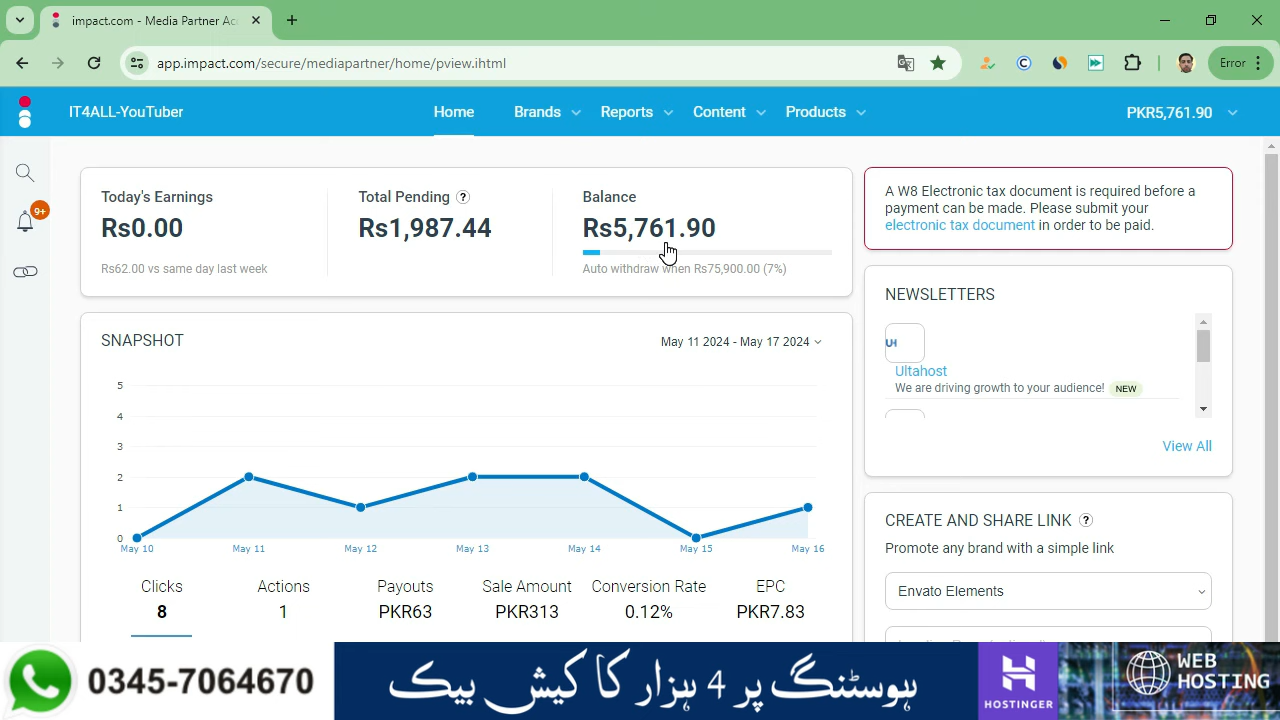 impact.com - Media Partner Ac
app.impact.com/secure/mediapartner/home/pview.ihtml
Error
IT4ALL-YouTuber
Home
Brands
Reports
Content
Products
PKR5,761.90
9+
Today's Earnings
Rs0.00
Rs62.00 vs same day last week
Total Pending ?
Rs1,987.44
Balance
Rs5,761.90
Auto withdraw when Rs75,900.00 (7%)
A W8 Electronic tax document is required before a
payment can be made. Please submit your
electronic tax document in order to be paid.
SNAPSHOT
May 11 2024 - May 17 2024
5
4
3
2
1
0
May 10 May 11 May 12 May 13 May 14 May 15 May 16
Clicks Actions Payouts Sale Amount Conversion Rate EPC
8 1 PKR63 PKR313 0.12% PKR7.83
NEWSLETTERS
UH
Ultahost
We are driving growth to your audience! NEW
View All
CREATE AND SHARE LINK ?
Promote any brand with a simple link
Envato Elements
0345-7064670
ہوسٹنگ پر 4 ہزار کا کیش بیک
HOSTINGER
WEB
HOSTING